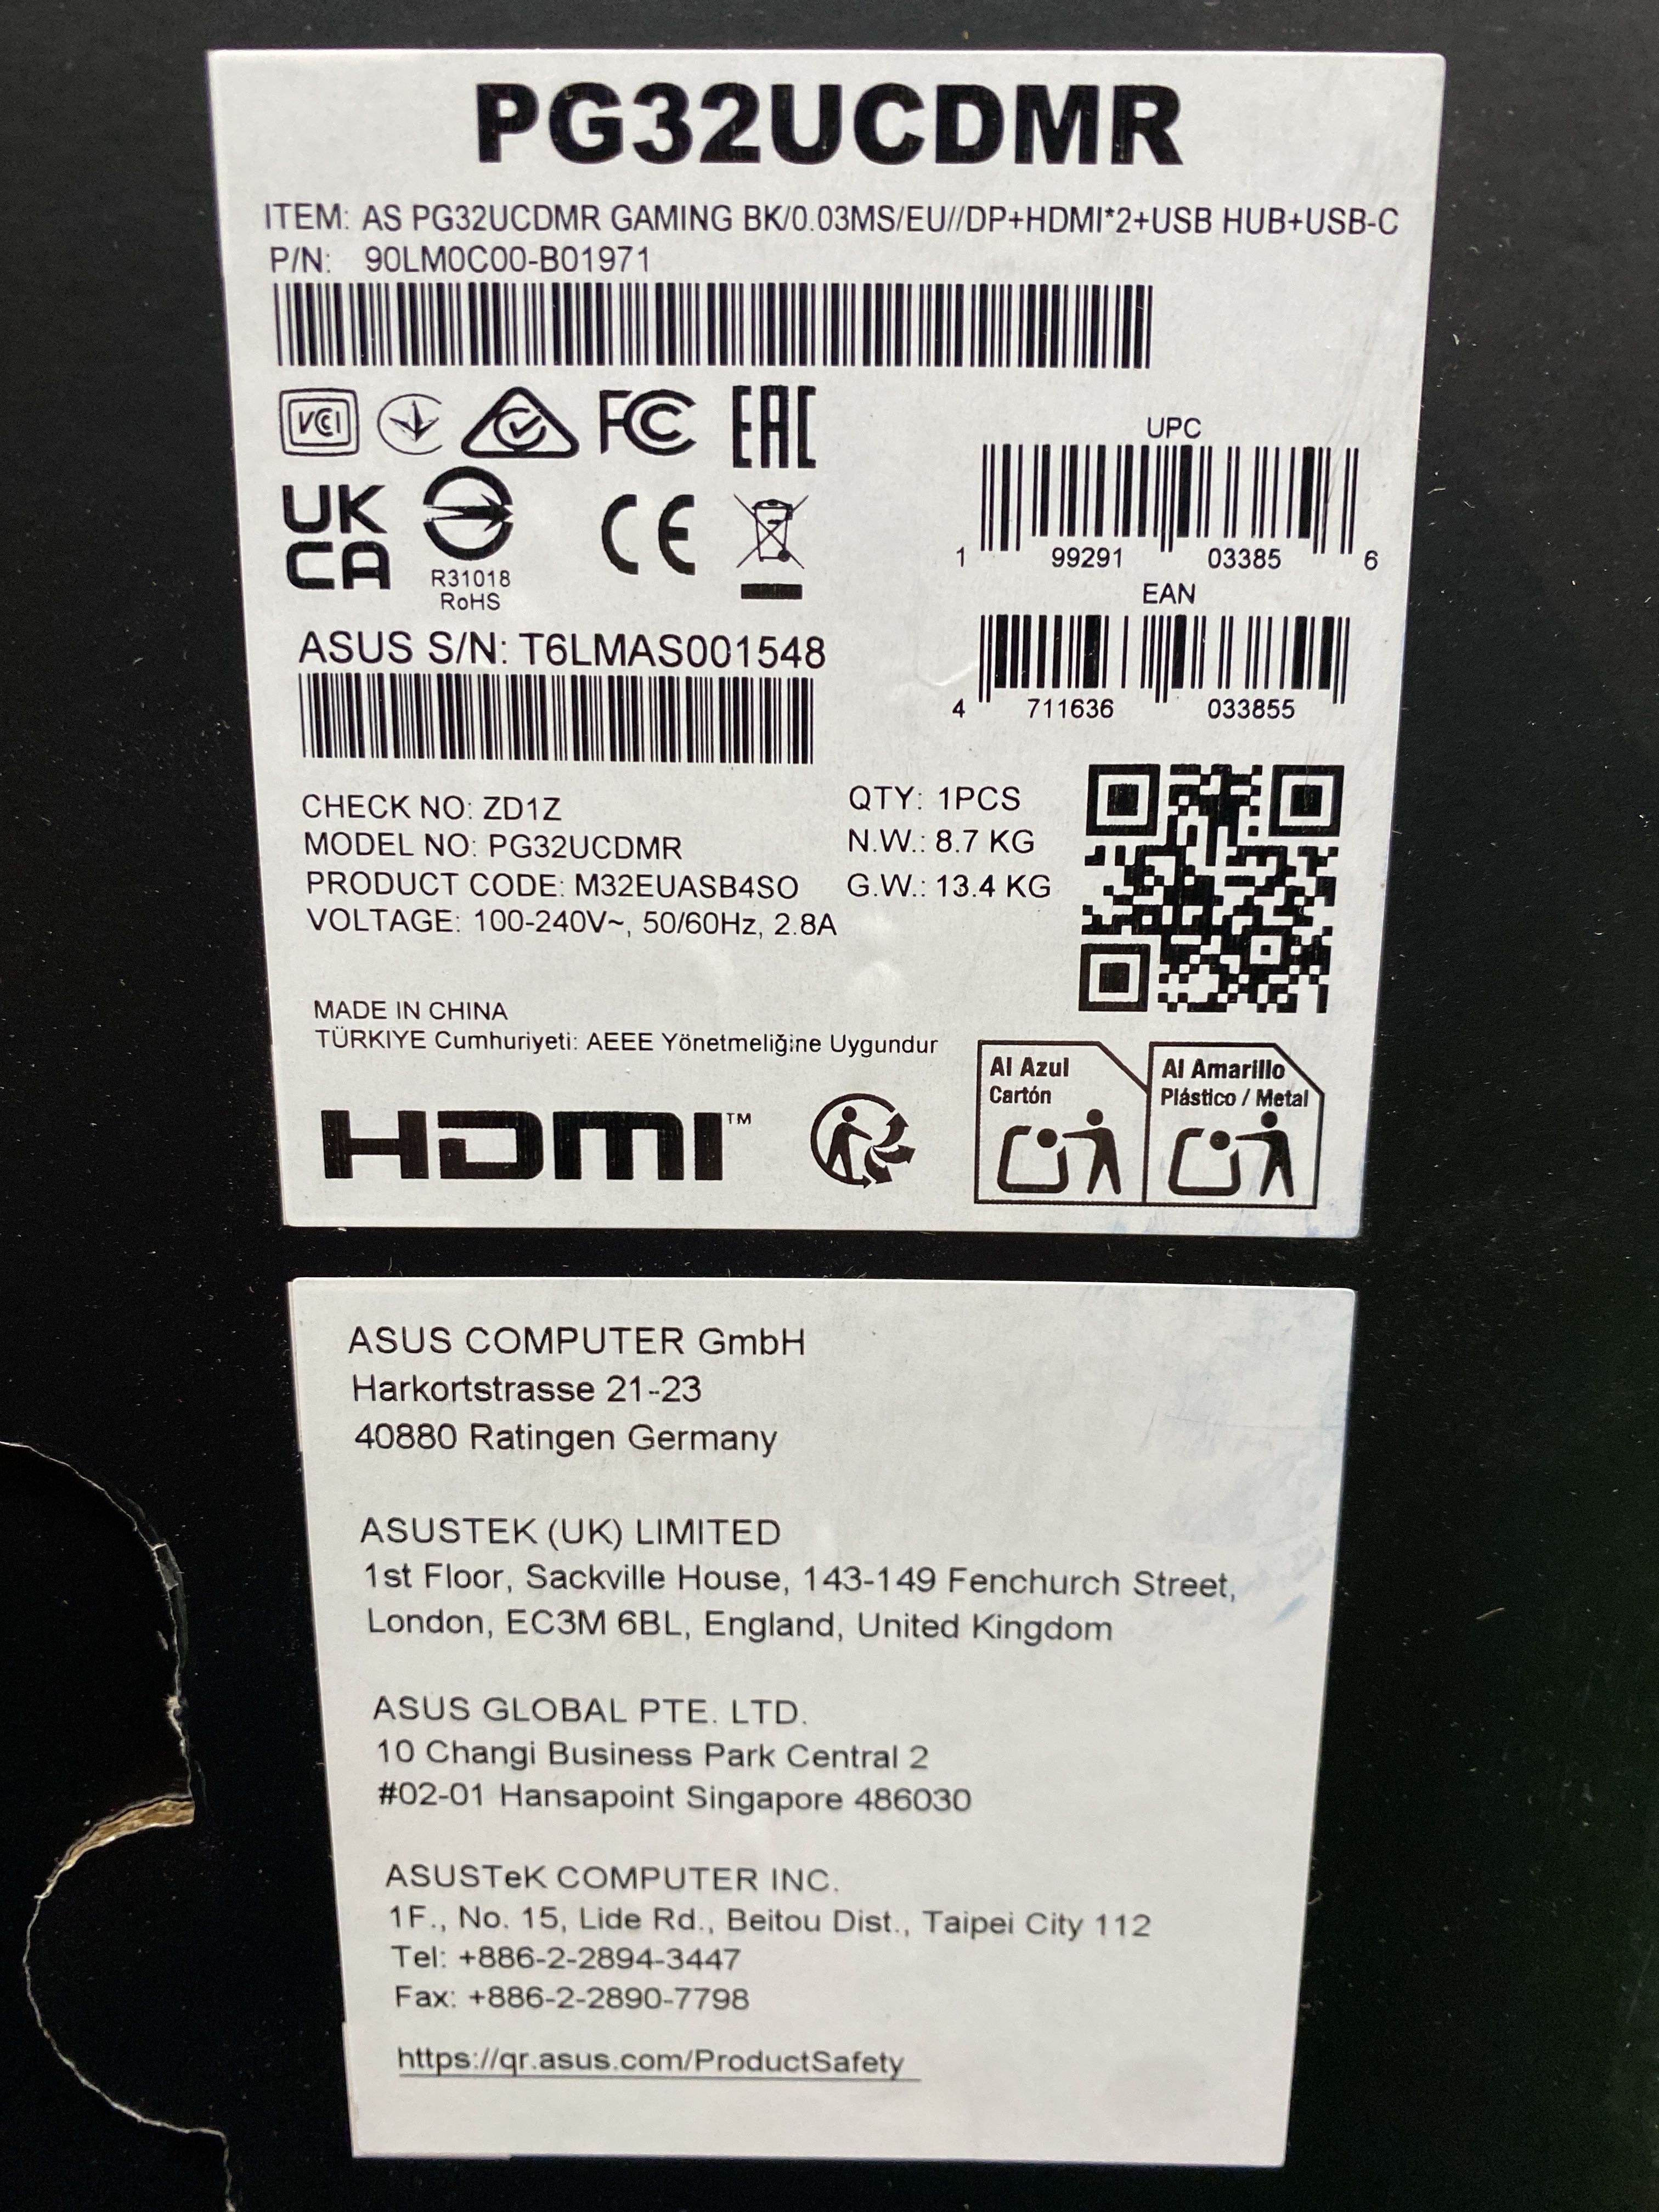 PG32UCDMR
ITEM: AS PG32UCDMR GAMING BK/0.03MS/EU//DP+HDMI*2+USB HUB+USB-C
P/N: 90LM0C00-B01971
VCCI
FC EAC
UPC
1 99291 03385 6
UK
CA
CE
R31018
RoHS
EAN
4 711636 033855
ASUS S/N: T6LMAS001548
CHECK NO: ZD1Z
MODEL NO: PG32UCDMR
PRODUCT CODE: M32EUASB4SO
VOLTAGE: 100-240V~, 50/60Hz, 2.8A
QTY: 1PCS
N.W.: 8.7 KG
G.W.: 13.4 KG
MADE IN CHINA
TÜRKIYE Cumhuriyeti: AEEE Yönetmeliğine Uygundur
HDMI™
Al Azul
Cartón
Al Amarillo
Plástico / Metal
ASUS COMPUTER GmbH
Harkortstrasse 21-23
40880 Ratingen Germany
ASUSTEK (UK) LIMITED
1st Floor, Sackville House, 143-149 Fenchurch Street,
London, EC3M 6BL, England, United Kingdom
ASUS GLOBAL PTE. LTD.
10 Changi Business Park Central 2
#02-01 Hansapoint Singapore 486030
ASUSTeK COMPUTER INC.
1F., No. 15, Lide Rd., Beitou Dist., Taipei City 112
Tel: +886-2-2894-3447
Fax: +886-2-2890-7798
https://qr.asus.com/ProductSafety